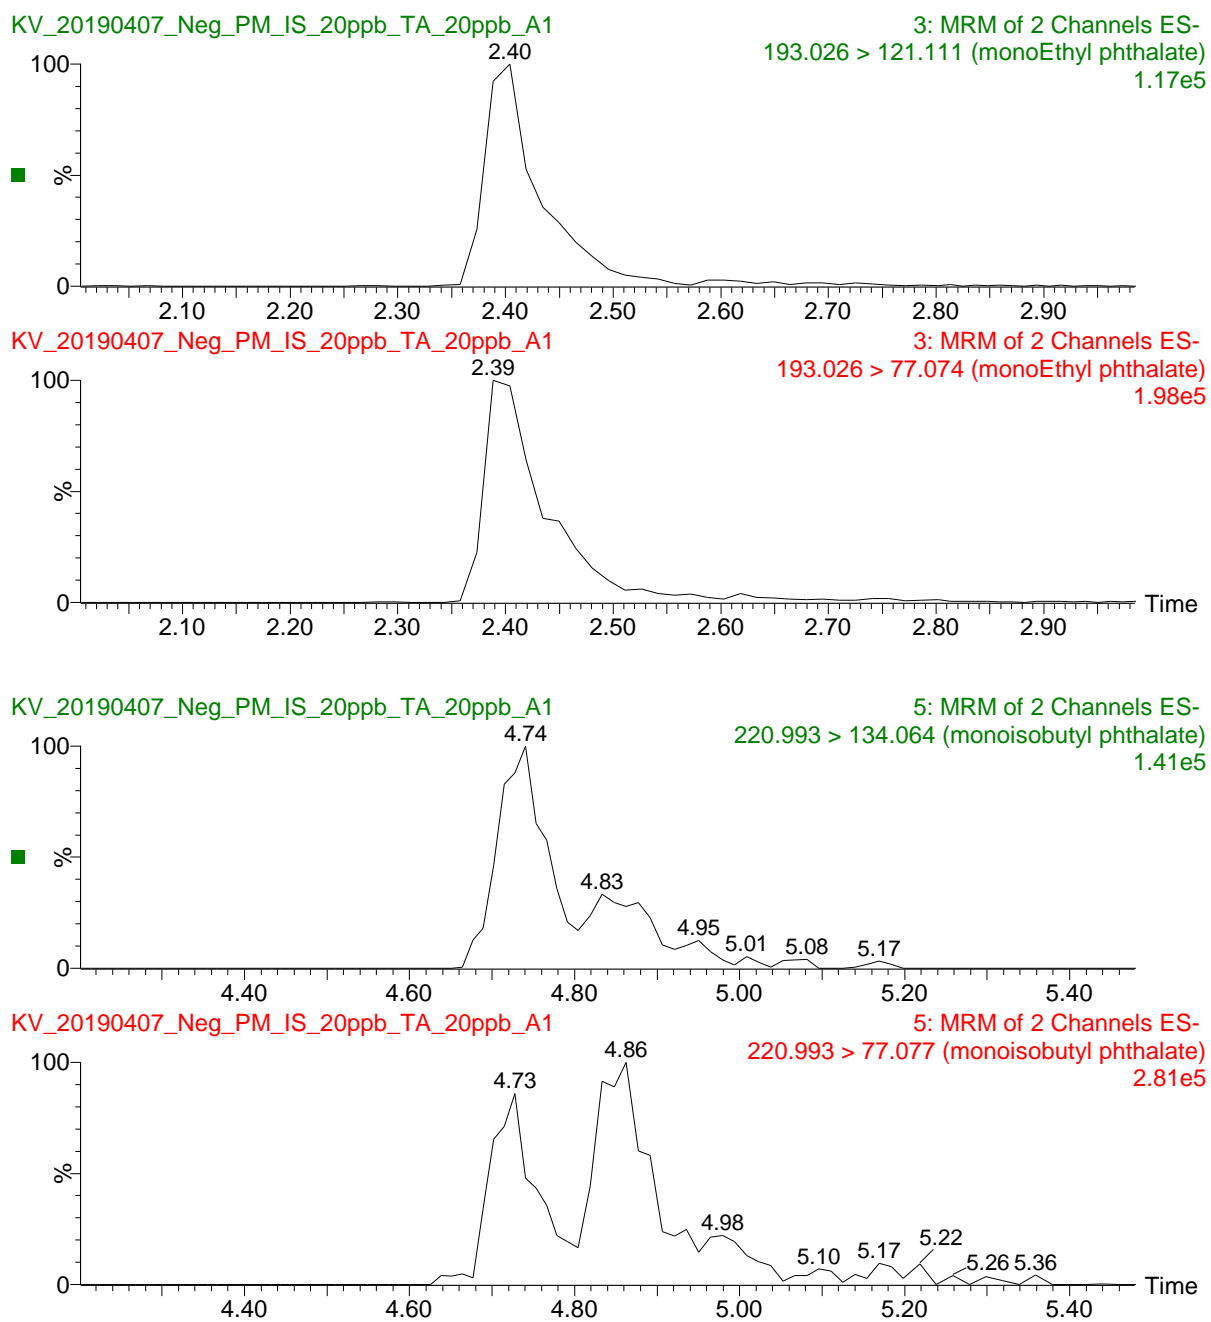 KV_20190407_Neg_PM_IS_20ppb_TA_20ppb_A1
3: MRM of 2 Channels ES-
193.026 > 121.111 (monoEthyl phthalate)
1.17e5
2.40
100
%
0
2.10 2.20 2.30 2.40 2.50 2.60 2.70 2.80 2.90
KV_20190407_Neg_PM_IS_20ppb_TA_20ppb_A1
3: MRM of 2 Channels ES-
193.026 > 77.074 (monoEthyl phthalate)
1.98e5
2.39
100
%
0
Time
2.10 2.20 2.30 2.40 2.50 2.60 2.70 2.80 2.90
KV_20190407_Neg_PM_IS_20ppb_TA_20ppb_A1
5: MRM of 2 Channels ES-
220.993 > 134.064 (monoisobutyl phthalate)
1.41e5
4.74
100
%
4.83
4.95
5.01 5.08 5.17
0
4.40 4.60 4.80 5.00 5.20 5.40
KV_20190407_Neg_PM_IS_20ppb_TA_20ppb_A1
5: MRM of 2 Channels ES-
220.993 > 77.077 (monoisobutyl phthalate)
2.81e5
4.86
100
4.73
%
4.98
5.22
5.10 5.17 5.26 5.36
0
Time
4.40 4.60 4.80 5.00 5.20 5.40